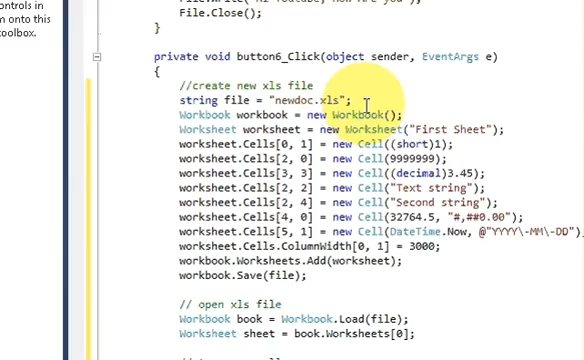 ontrols in
m onto this
oolbox.
File.Close();
}
private void button6_Click(object sender, EventArgs e)
{
//create new xls file
string file = "newdoc.xls";
Workbook workbook = new Workbook();
Worksheet worksheet = new Worksheet("First Sheet");
worksheet.Cells[0, 1] = new Cell((short)1);
worksheet.Cells[2, 0] = new Cell(9999999);
worksheet.Cells[3, 3] = new Cell((decimal)3.45);
worksheet.Cells[2, 2] = new Cell("Text string");
worksheet.Cells[2, 4] = new Cell("Second string");
worksheet.Cells[4, 0] = new Cell(32764.5, "#,##0.00");
worksheet.Cells[5, 1] = new Cell(DateTime.Now, @"YYYY\-MM\-DD");
worksheet.Cells.ColumnWidth[0, 1] = 3000;
workbook.Worksheets.Add(worksheet);
workbook.Save(file);
// open xls file
Workbook book = Workbook.Load(file);
Worksheet sheet = book.Worksheets[0];